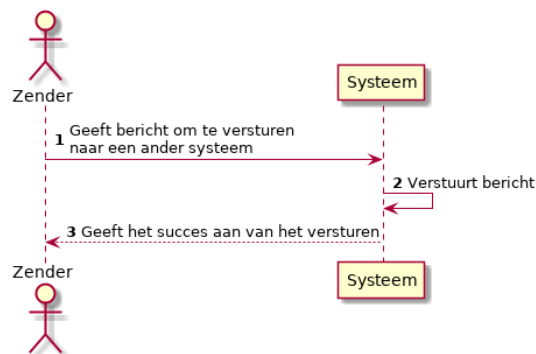 Zender
Systeem
1 Geeft bericht om te versturen
naar een ander systeem
2 Verstuurt bericht
3 Geeft het succes aan van het versturen
Zender
Systeem